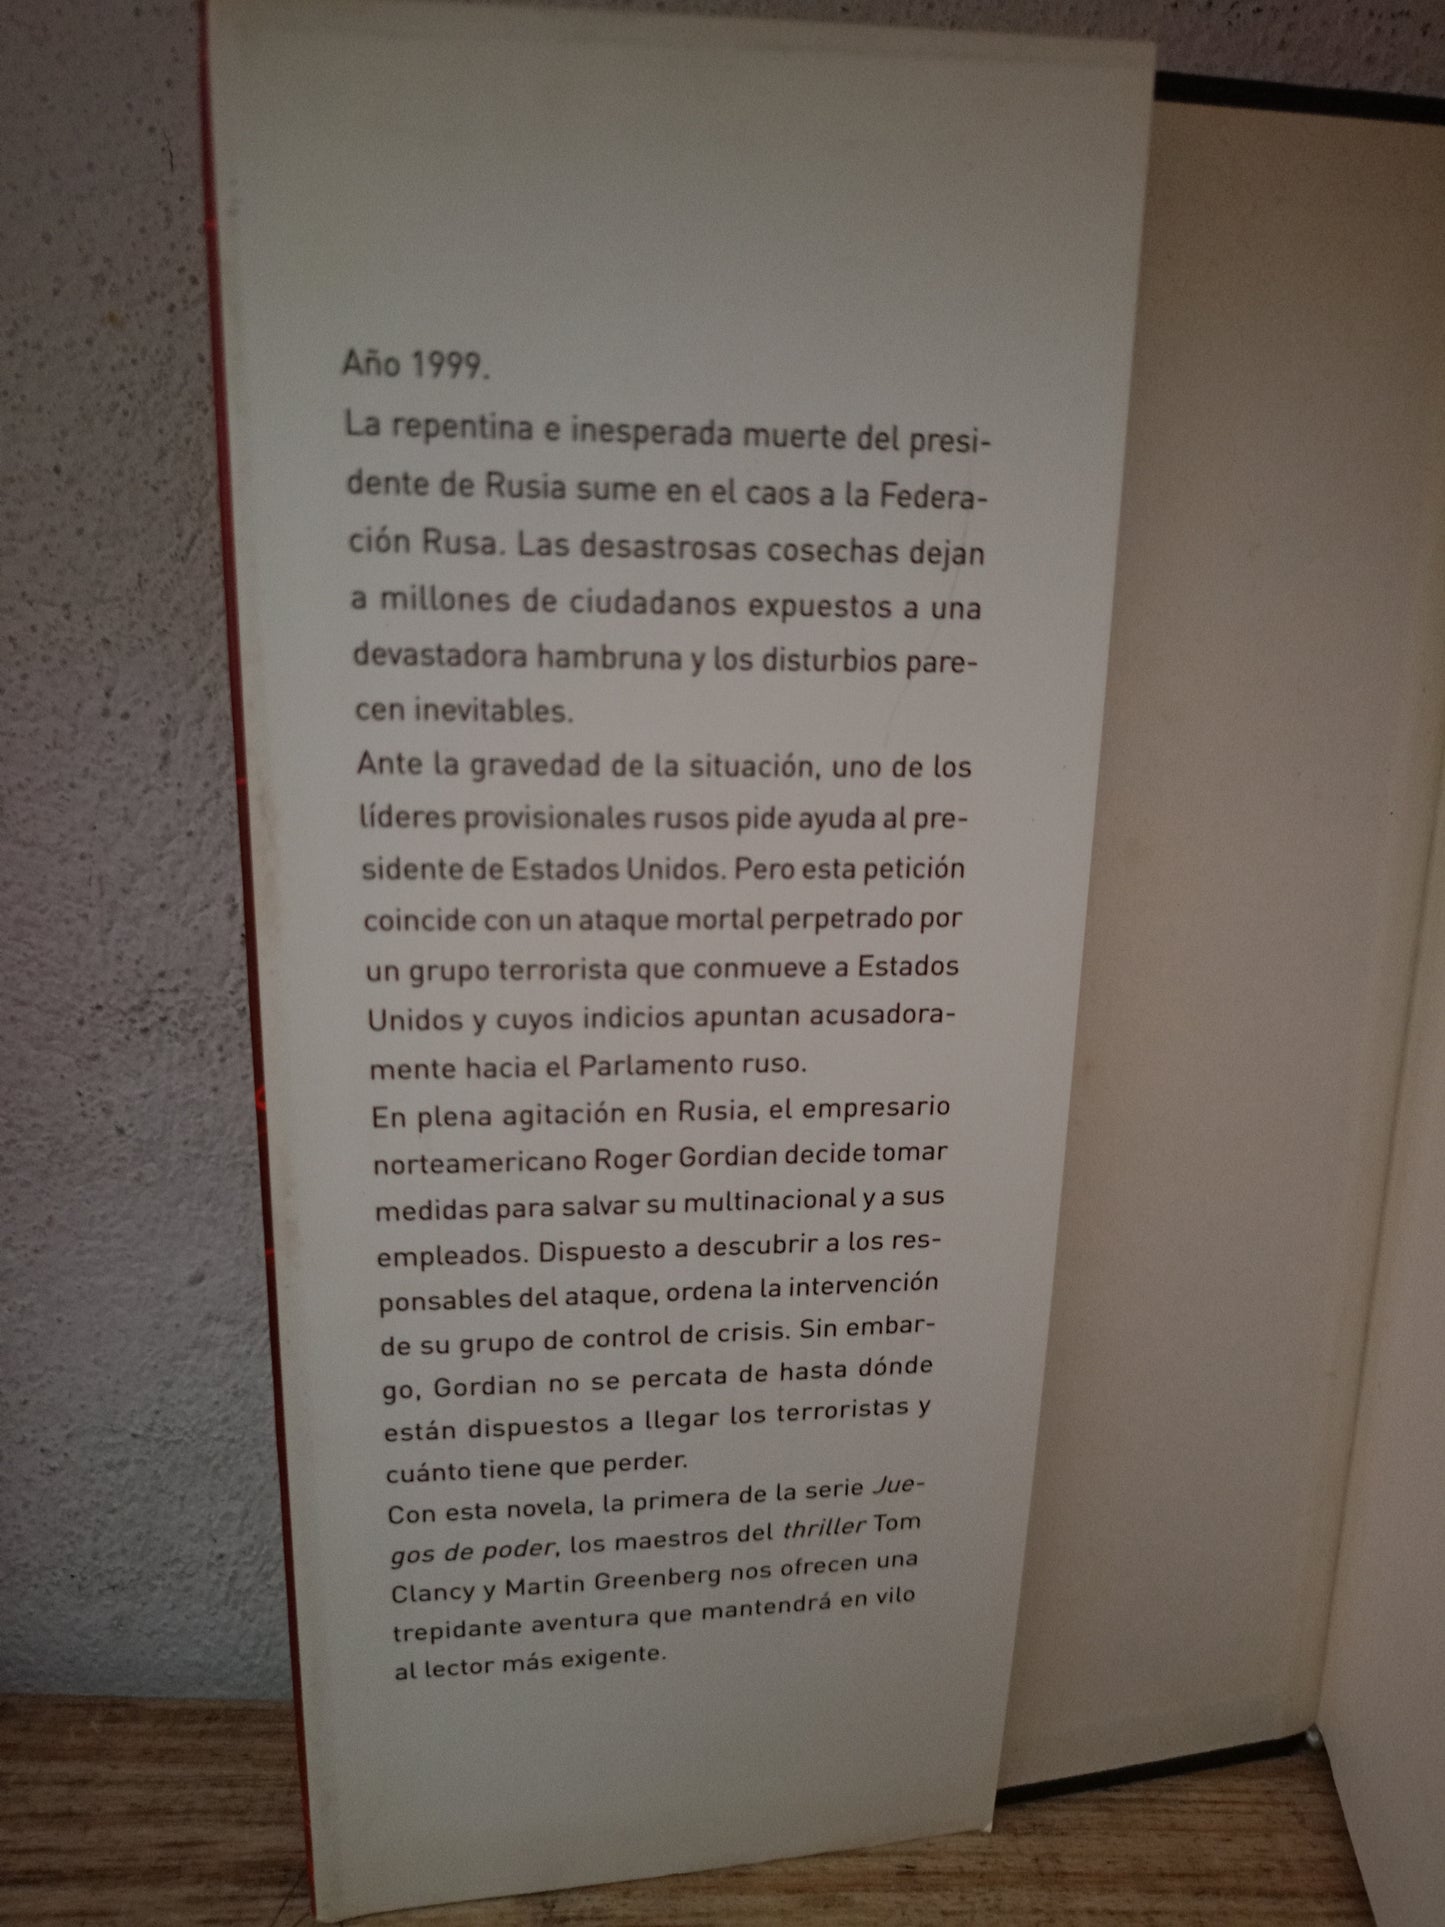 Año 1999.
La repentina e inesperada muerte del presi-
dente de Rusia sume en el caos a la Federa-
ción Rusa. Las desastrosas cosechas dejan
a millones de ciudadanos expuestos a una
devastadora hambruna y los disturbios pare-
cen inevitables.
Ante la gravedad de la situación, uno de los
líderes provisionales rusos pide ayuda al pre-
sidente de Estados Unidos. Pero esta petición
coincide con un ataque mortal perpetrado por
un grupo terrorista que conmueve a Estados
Unidos y cuyos indicios apuntan acusadora-
mente hacia el Parlamento ruso.
En plena agitación en Rusia, el empresario
norteamericano Roger Gordian decide tomar
medidas para salvar su multinacional y a sus
empleados. Dispuesto a descubrir a los res-
ponsables del ataque, ordena la intervención
de su grupo de control de crisis. Sin embar-
go, Gordian no se percata de hasta dónde
están dispuestos a llegar los terroristas y
cuánto tiene que perder.
Con esta novela, la primera de la serie Jue-
gos de poder, los maestros del thriller Tom
Clancy y Martin Greenberg nos ofrecen una
trepidante aventura que mantendrá en vilo
al lector más exigente.